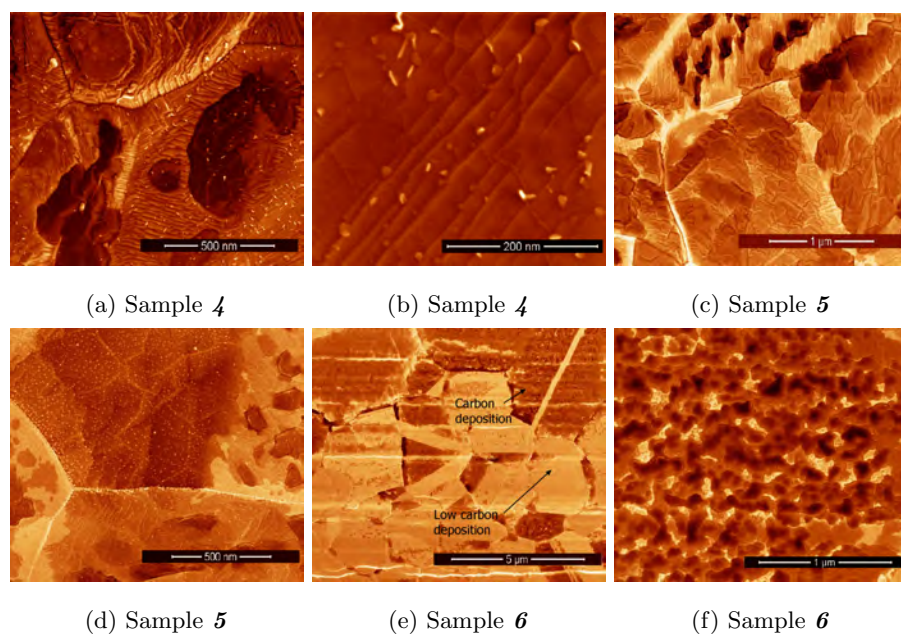 500 nm
200 nm
1 µm
(a) Sample 4
(b) Sample 4
(c) Sample 5
Carbon
deposition
Low carbon
deposition
500 nm
5 µm
1 µm
(d) Sample 5
(e) Sample 6
(f) Sample 6